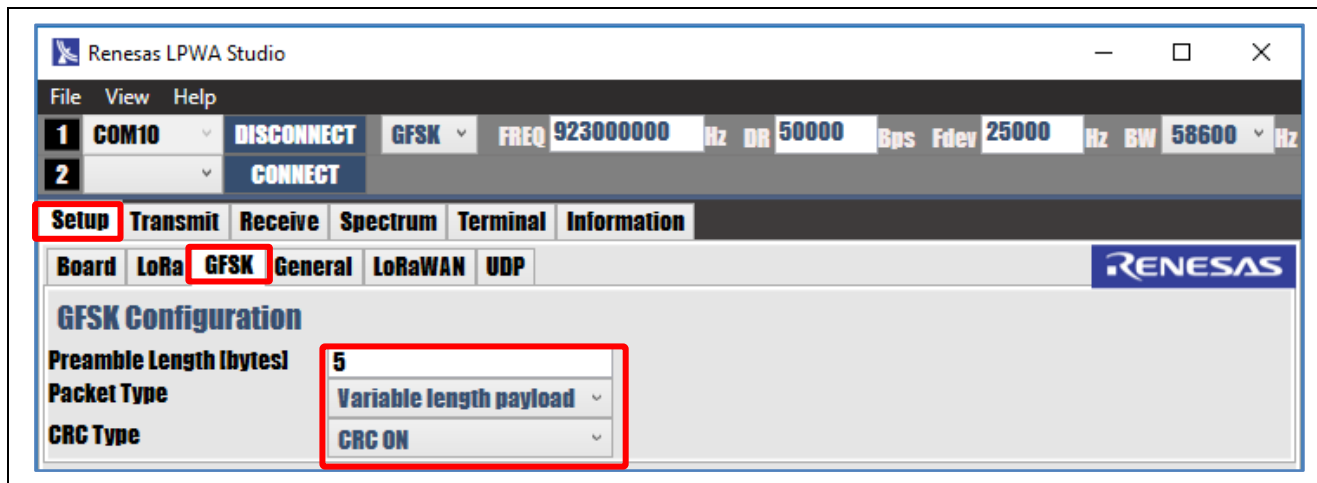 Renesas LPWA Studio
File View Help
1 COM10 DISCONNECT GFSK FREQ 923000000 Hz DR 50000 Bps Fdev 25000 Hz BW 58600 Hz
2 CONNECT
Setup Transmit Receive Spectrum Terminal Information
Board LoRa GFSK General LoRaWAN UDP RENESAS
GFSK Configuration
Preamble Length [bytes] 5
Packet Type Variable length payload
CRC Type CRC ON